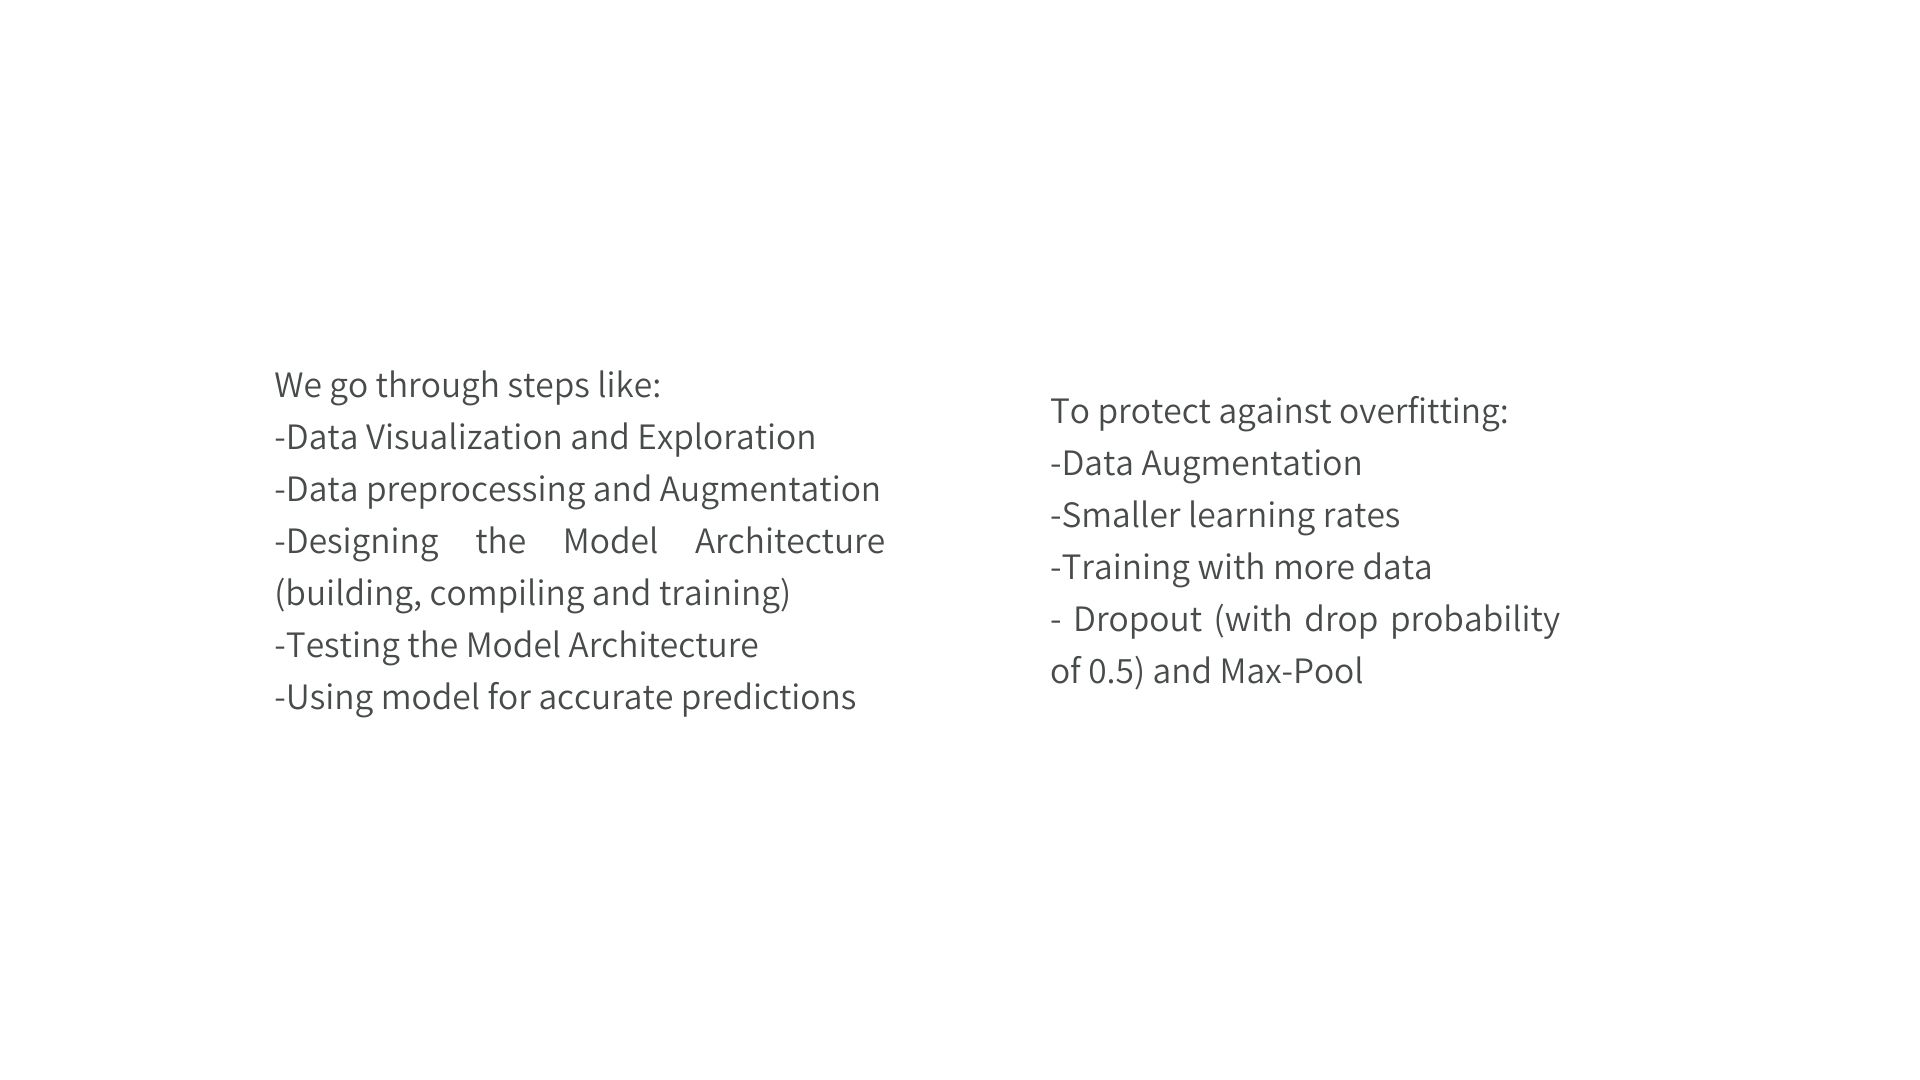 We go through steps like:
-Data Visualization and Exploration
-Data preprocessing and Augmentation
-Designing the Model Architecture
(building, compiling and training)
-Testing the Model Architecture
-Using model for accurate predictions
To protect against overfitting:
-Data Augmentation
-Smaller learning rates
-Training with more data
- Dropout (with drop probability
of 0.5) and Max-Pool